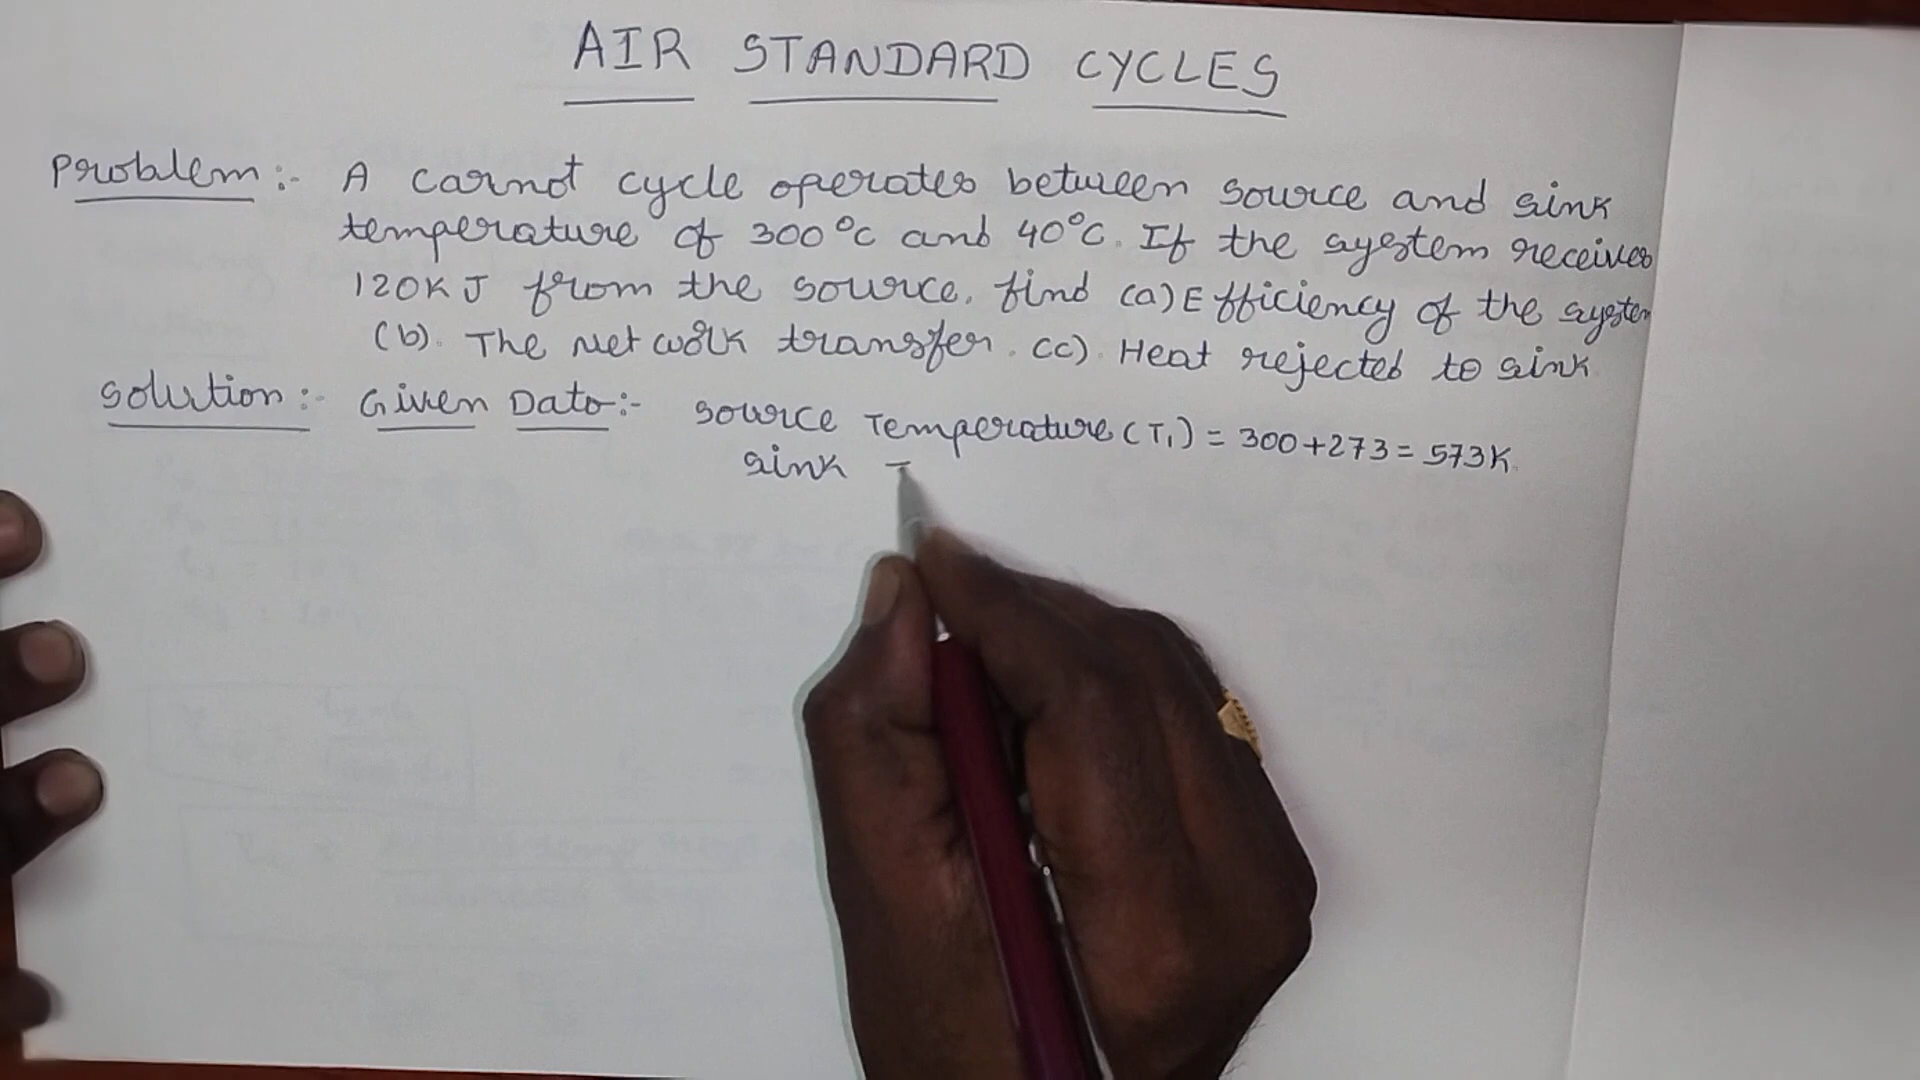 AIR STANDARD CYCLES
Problem:- A carnot cycle operates between source and sink
temperature of 300°c and 40°C. If the system receives
120KJ from the source, find (a) Efficiency of the system
(b). The net work transfer. (c). Heat rejected to sink
Solution:- Given Data:- Source Temperature (T1) = 300+273 = 573K.
sink T